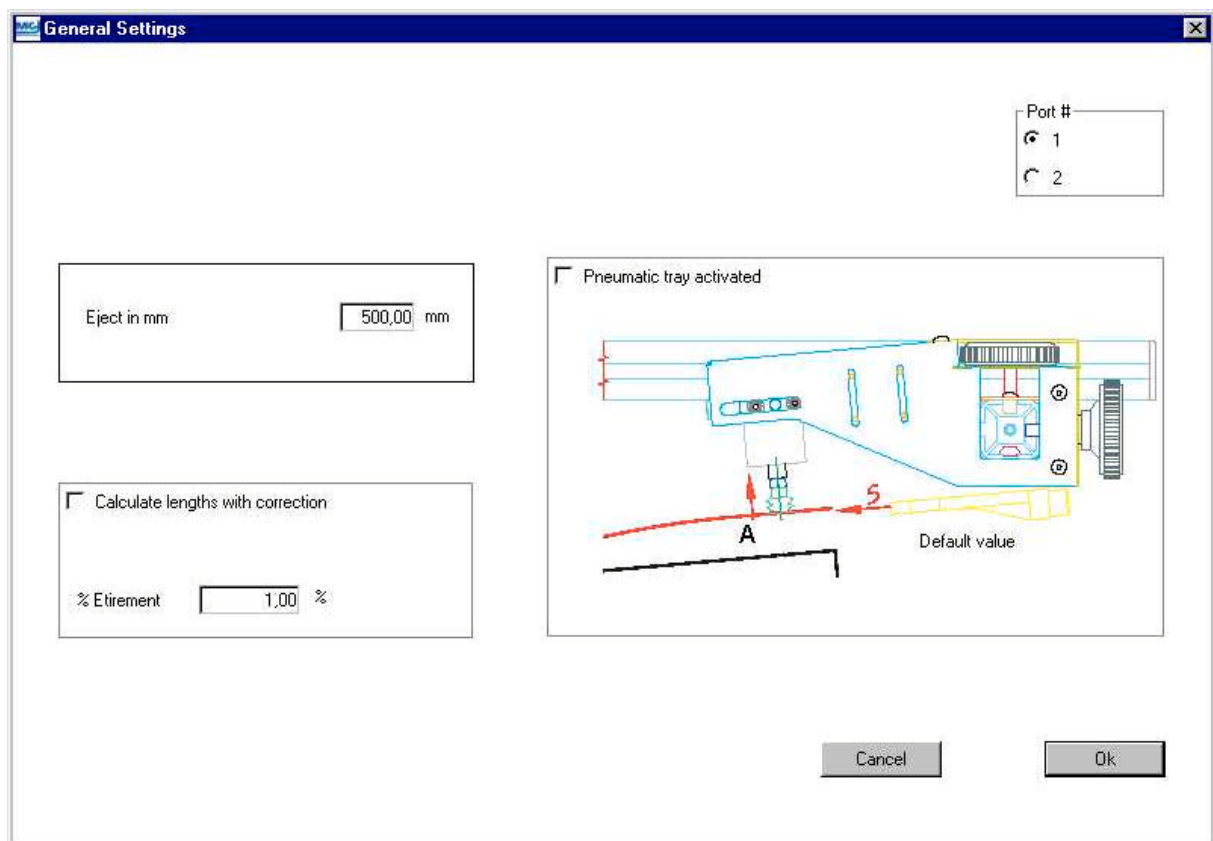 General Settings
Port #
1
2
Eject in mm 500,00 mm
Pneumatic tray activated
Calculate lengths with correction
% Etirement 1,00 %
S
A
Default value
Cancel
Ok